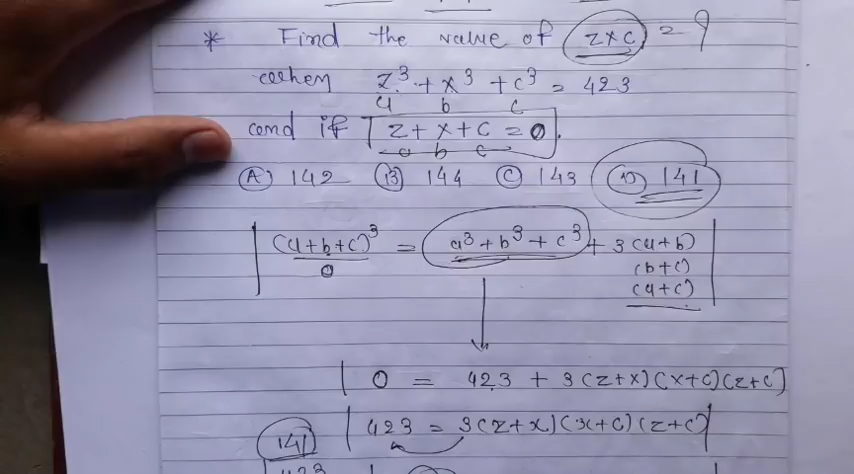 * Find the value of zxc = ?
when z³ + x³ + c³ = 423
a b c
and if z + x + c = 0.
a b c
(A) 142 (B) 144 (C) 143 (D) 141
(a+b+c)³ = a³ + b³ + c³ + 3(a+b)
0 (b+c)
(a+c)
0 = 423 + 3(z+x)(x+c)(z+c)
141 423 = 3(z+x)(x+c)(z+c)
423